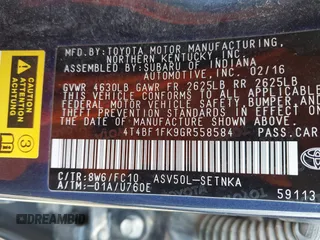 MFD. BY: TOYOTA MOTOR MANUFACTURING,
NORTHERN KENTUCKY, INC.
ASSEMBLED BY: SUBARU OF INDIANA
AUTOMOTIVE, INC. 02/16
GVWR 4630LB GAWR FR 2625LB RR 2625LB
THIS VEHICLE CONFORMS TO ALL APPLICABLE
FEDERAL MOTOR VEHICLE SAFETY, BUMPER, AND
THEFT PREVENTION STANDARDS IN EFFECT ON
THE DATE OF MANUFACTURE SHOWN ABOVE.
4T4BF1FK9GR558584 PASS.CAR
C/TR:8W6/FC10 ASV50L-SETNKA
A/TM:-01A/U760E
59113
TOYOTA
DREAMBID